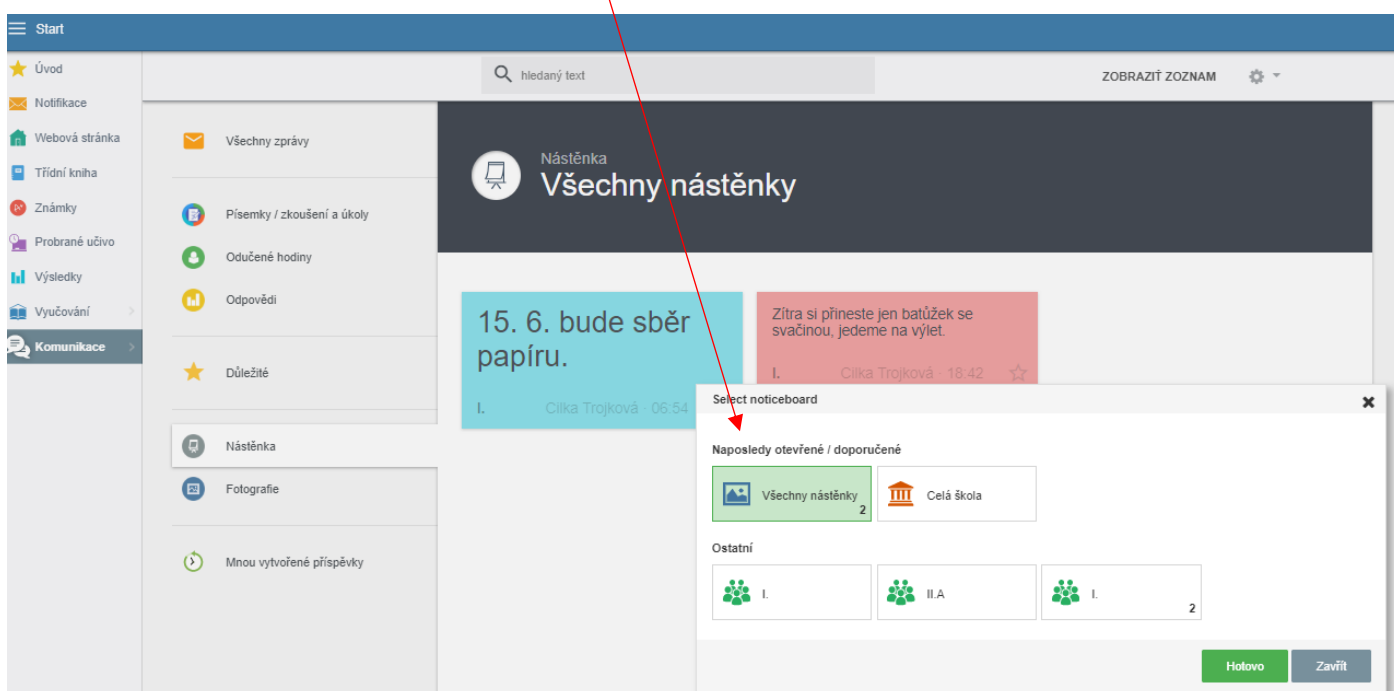 Start
Úvod
Notifikace
Webová stránka
Třídní kniha
Známky
Probrané učivo
Výsledky
Vyučování
Komunikace
hledaný text
ZOBRAZIŤ ZOZNAM
Všechny zprávy
Písemky / zkoušení a úkoly
Odučené hodiny
Odpovědi
Důležité
Nástěnka
Fotografie
Mnou vytvořené příspěvky
Nástěnka
Všechny nástěnky
15. 6. bude sběr
papíru.
I. Cilka Trojková · 06:54
Zítra si přineste jen batůžek se
svačinou, jedeme na výlet.
I. Cilka Trojková · 18:42
Select noticeboard
Naposledy otevřené / doporučené
Všechny nástěnky 2
Celá škola
Ostatní
I.
II.A
I. 2
Hotovo
Zavřít